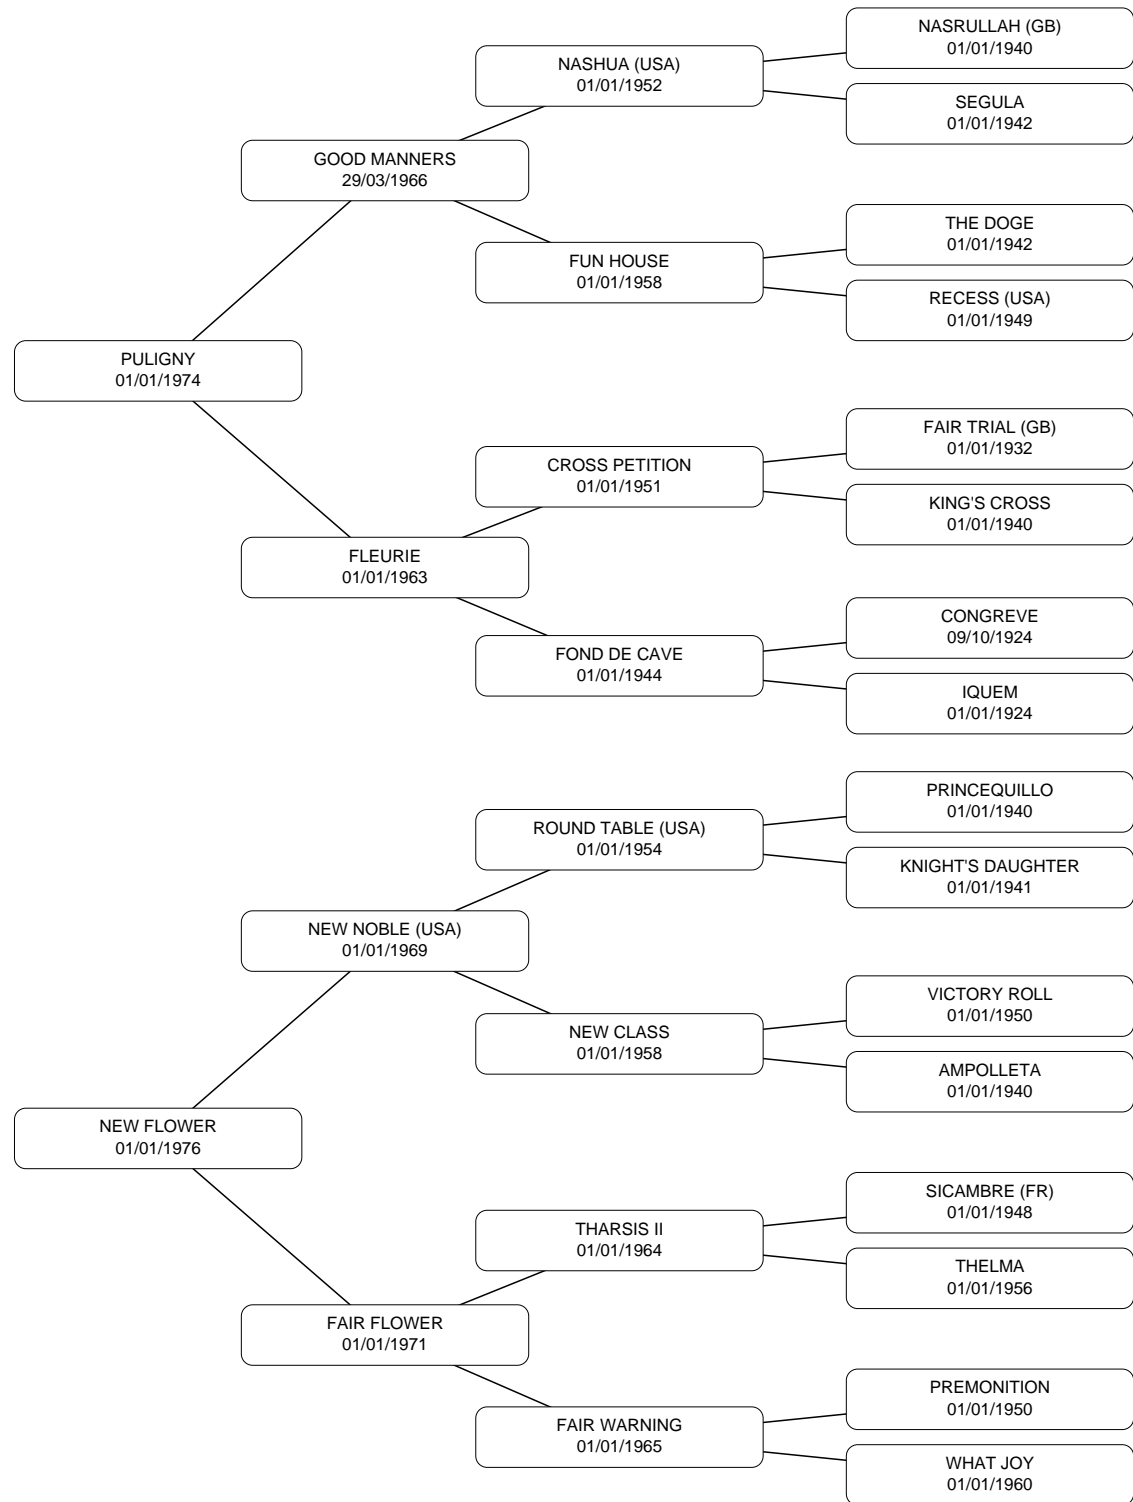 NASRULLAH (GB)
01/01/1940
NASHUA (USA)
01/01/1952
SEGULA
01/01/1942
GOOD MANNERS
29/03/1966
THE DOGE
01/01/1942
FUN HOUSE
01/01/1958
RECESS (USA)
01/01/1949
PULIGNY
01/01/1974
FAIR TRIAL (GB)
01/01/1932
CROSS PETITION
01/01/1951
KING'S CROSS
01/01/1940
FLEURIE
01/01/1963
CONGREVE
09/10/1924
FOND DE CAVE
01/01/1944
IQUEM
01/01/1924
PRINCEQUILLO
01/01/1940
ROUND TABLE (USA)
01/01/1954
KNIGHT'S DAUGHTER
01/01/1941
NEW NOBLE (USA)
01/01/1969
VICTORY ROLL
01/01/1950
NEW CLASS
01/01/1958
AMPOLLETA
01/01/1940
NEW FLOWER
01/01/1976
SICAMBRE (FR)
01/01/1948
THARSIS II
01/01/1964
THELMA
01/01/1956
FAIR FLOWER
01/01/1971
PREMONITION
01/01/1950
FAIR WARNING
01/01/1965
WHAT JOY
01/01/1960